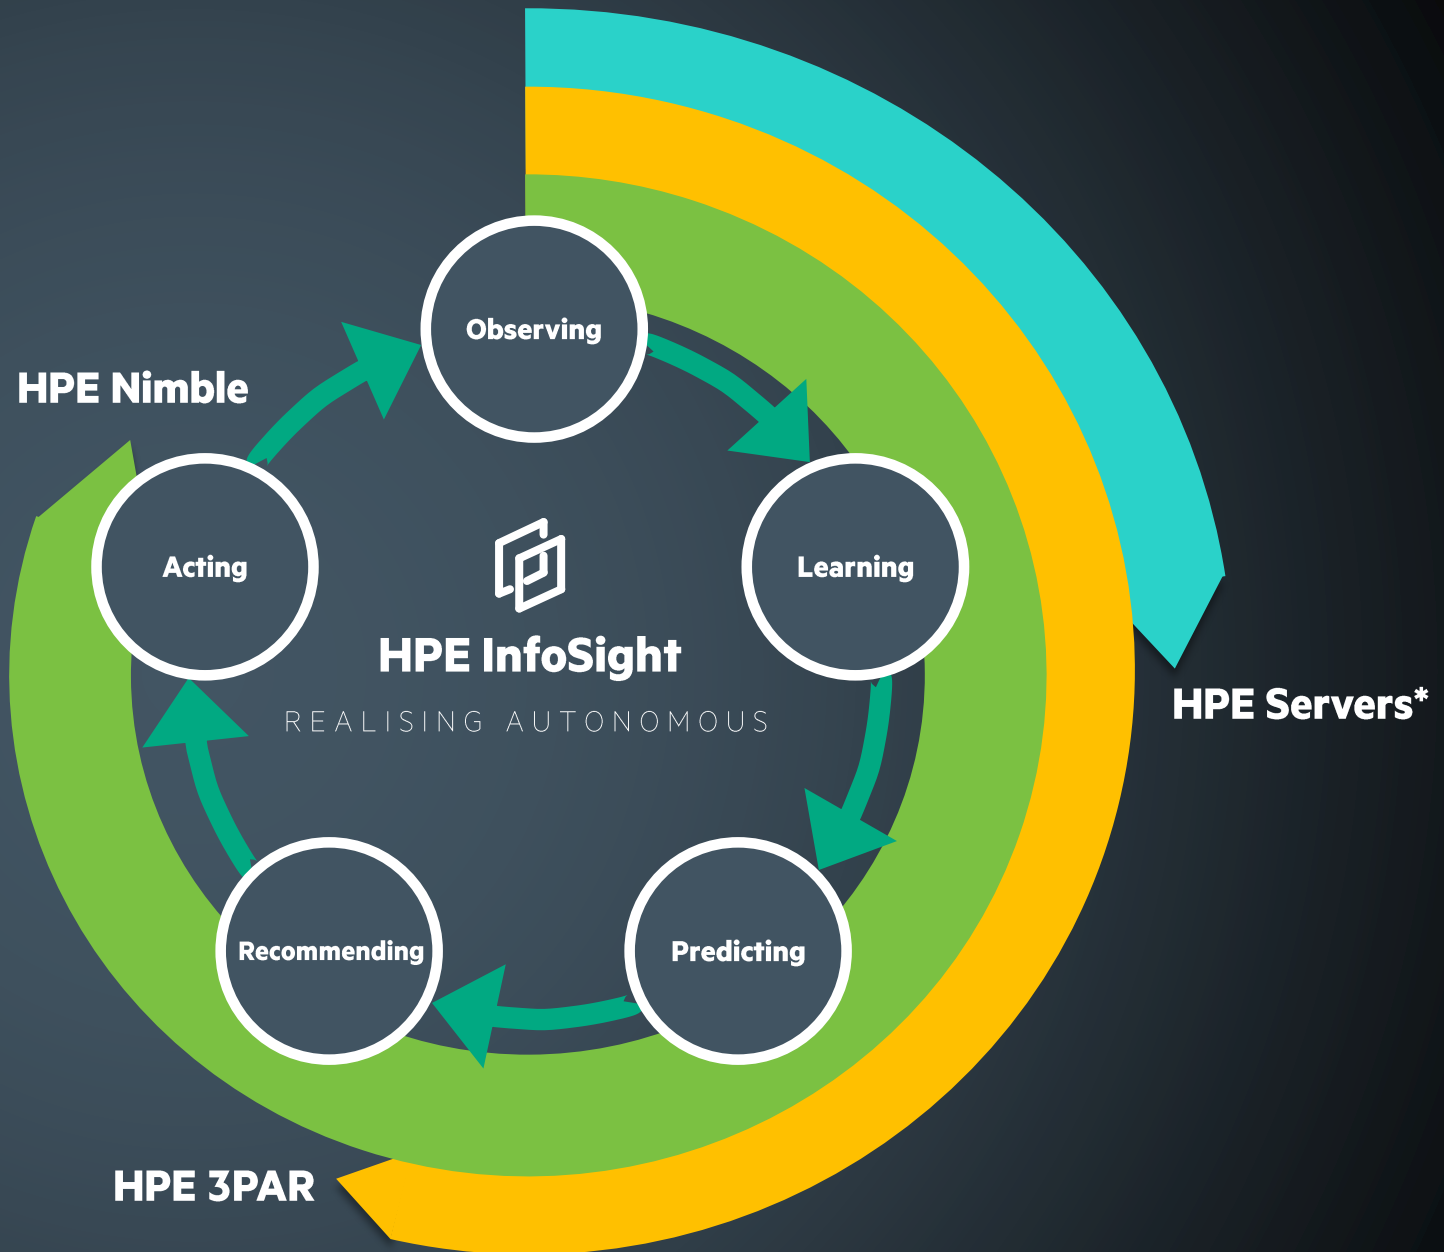 Observing
HPE Nimble
Acting
Learning
HPE InfoSight
REALISING AUTONOMOUS
HPE Servers*
Recommending
Predicting
HPE 3PAR